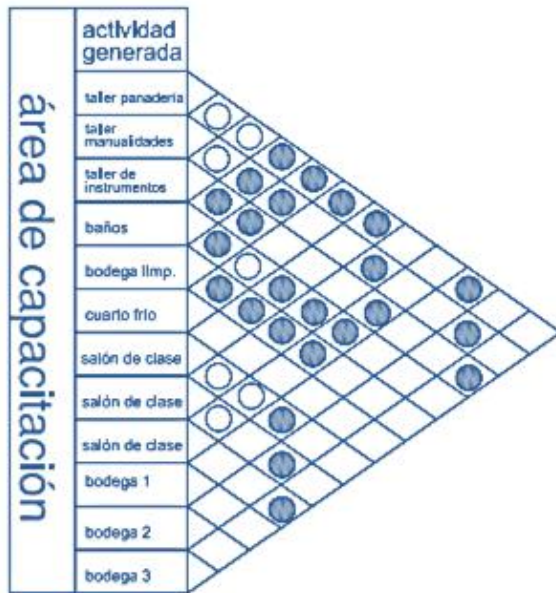 área de capacitación
actividad
generada
taller panadería
taller
manualidades
taller de
instrumentos
baños
bodega limp.
cuarto frio
salón de clase
salón de clase
salón de clase
bodega 1
bodega 2
bodega 3